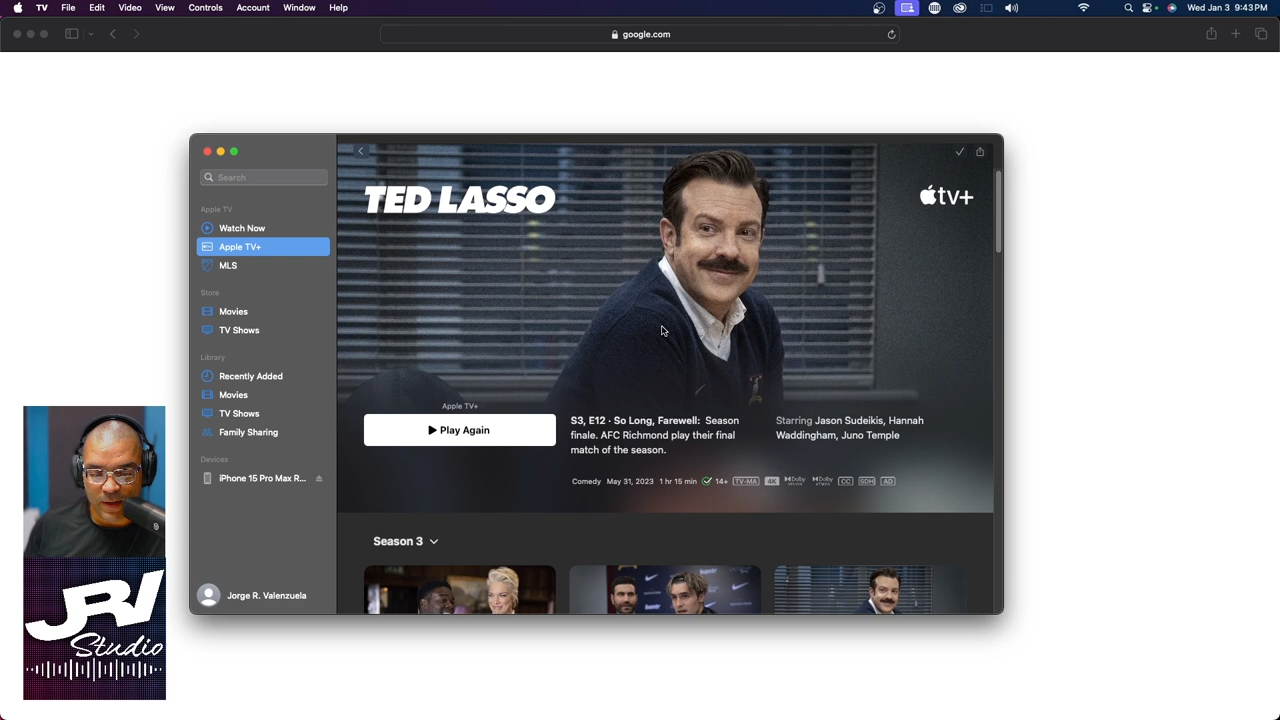 TV File Edit Video View Controls Account Window Help
Wed Jan 3 9:43 PM
google.com
Search
Apple TV
Watch Now
Apple TV+
MLS
Store
Movies
TV Shows
Library
Recently Added
Movies
TV Shows
Family Sharing
Devices
iPhone 15 Pro Max R...
Jorge R. Valenzuela
TED LASSO
tv+
Apple TV+
Play Again
S3, E12 · So Long, Farewell: Season
finale. AFC Richmond play their final
match of the season.
Starring Jason Sudeikis, Hannah
Waddingham, Juno Temple
Comedy May 31, 2023 1 hr 15 min 14+ TV-MA 4K Dolby VISION Dolby ATMOS CC SDH AD
Season 3
JRV
Studio